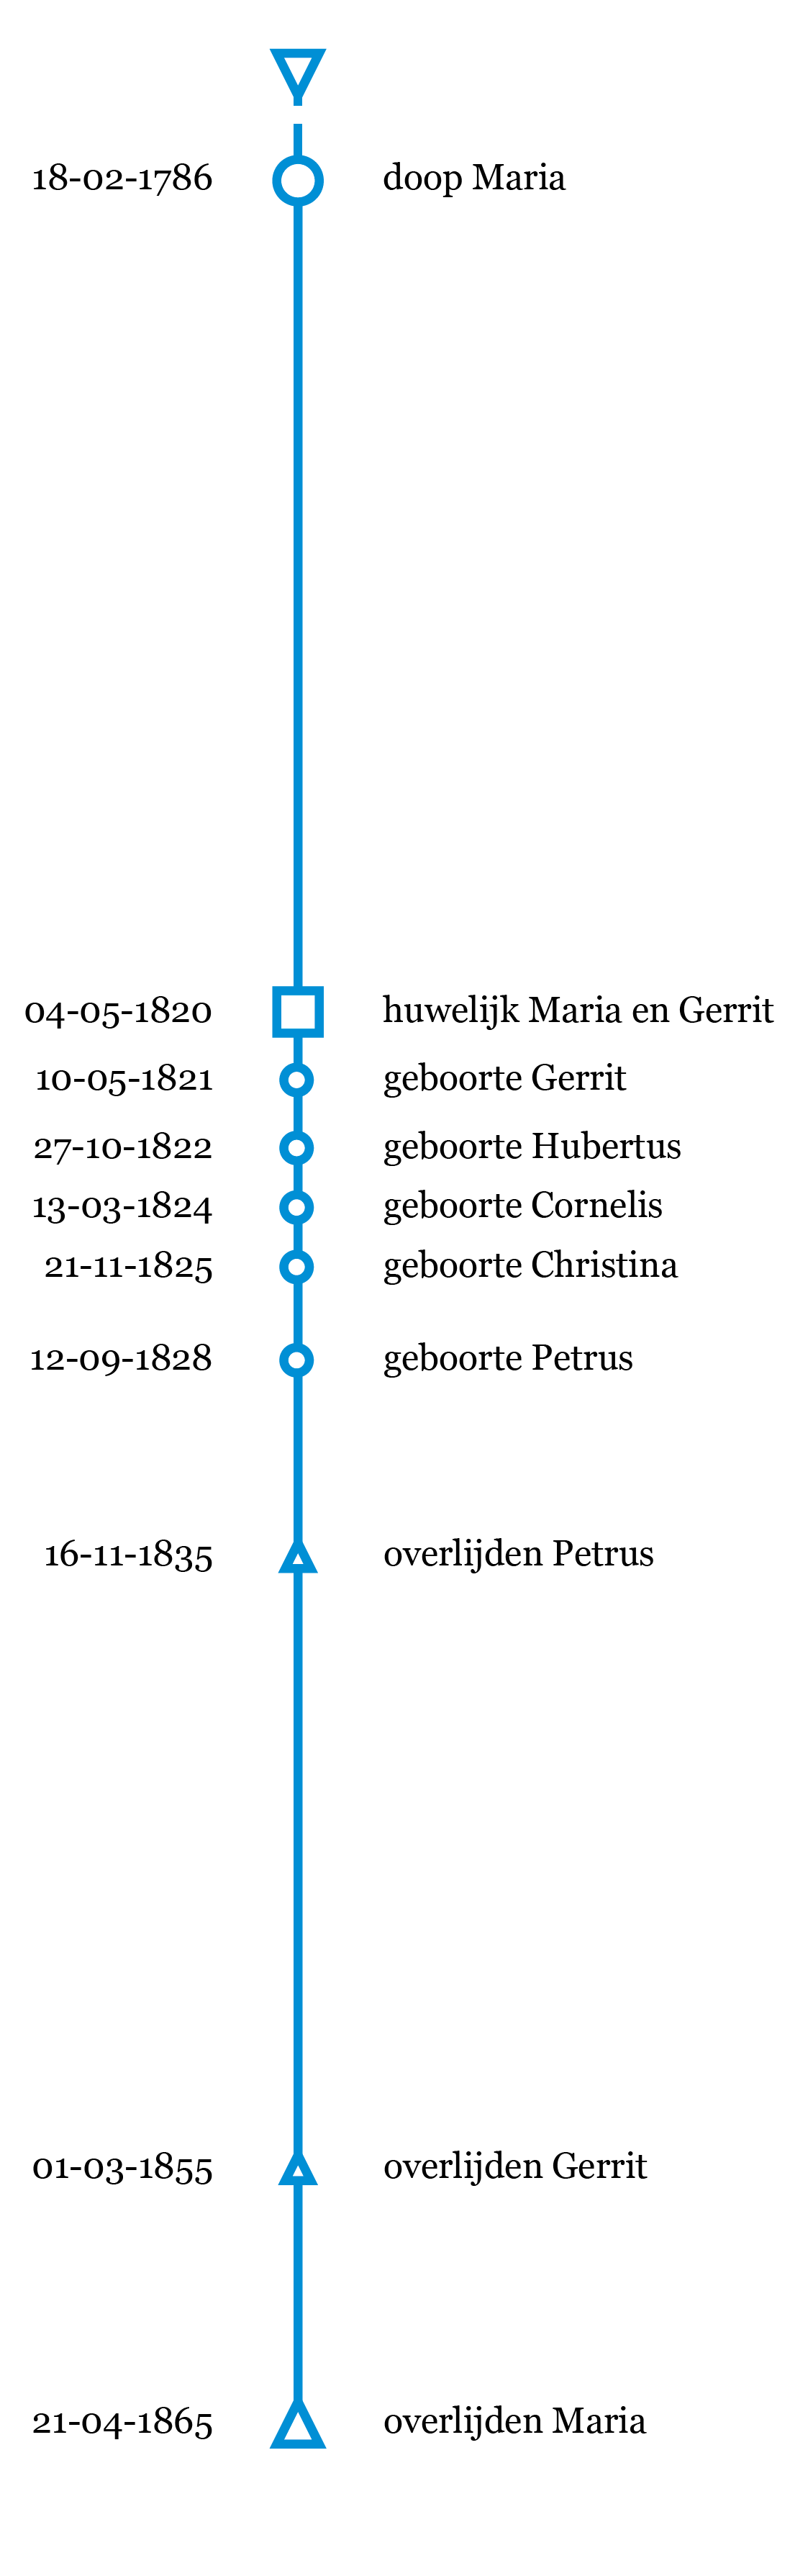 18-02-1786 doop Maria
04-05-1820 huwelijk Maria en Gerrit
10-05-1821 geboorte Gerrit
27-10-1822 geboorte Hubertus
13-03-1824 geboorte Cornelis
21-11-1825 geboorte Christina
12-09-1828 geboorte Petrus
16-11-1835 overlijden Petrus
01-03-1855 overlijden Gerrit
21-04-1865 overlijden Maria